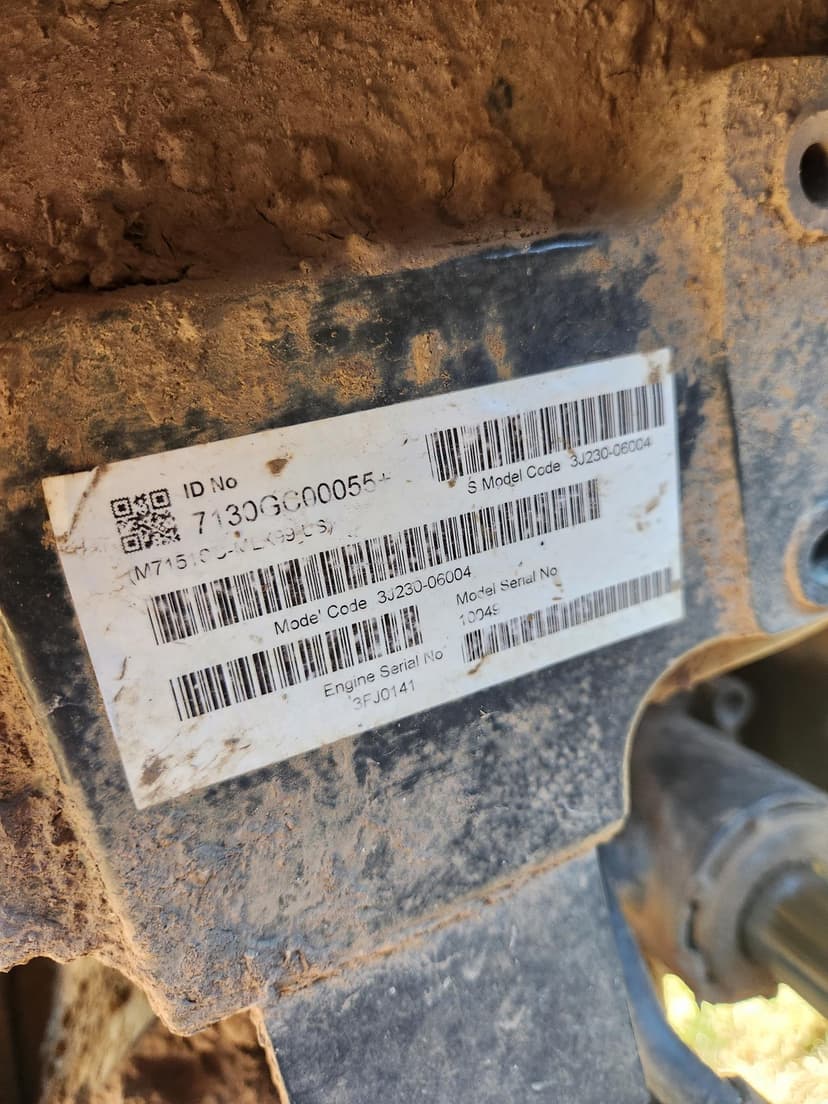 ID No
7130GC00055+
S Model Code 3J230-06004
Model Code 3J230-06004
Model Serial No
10049
Engine Serial No
3FJ0141